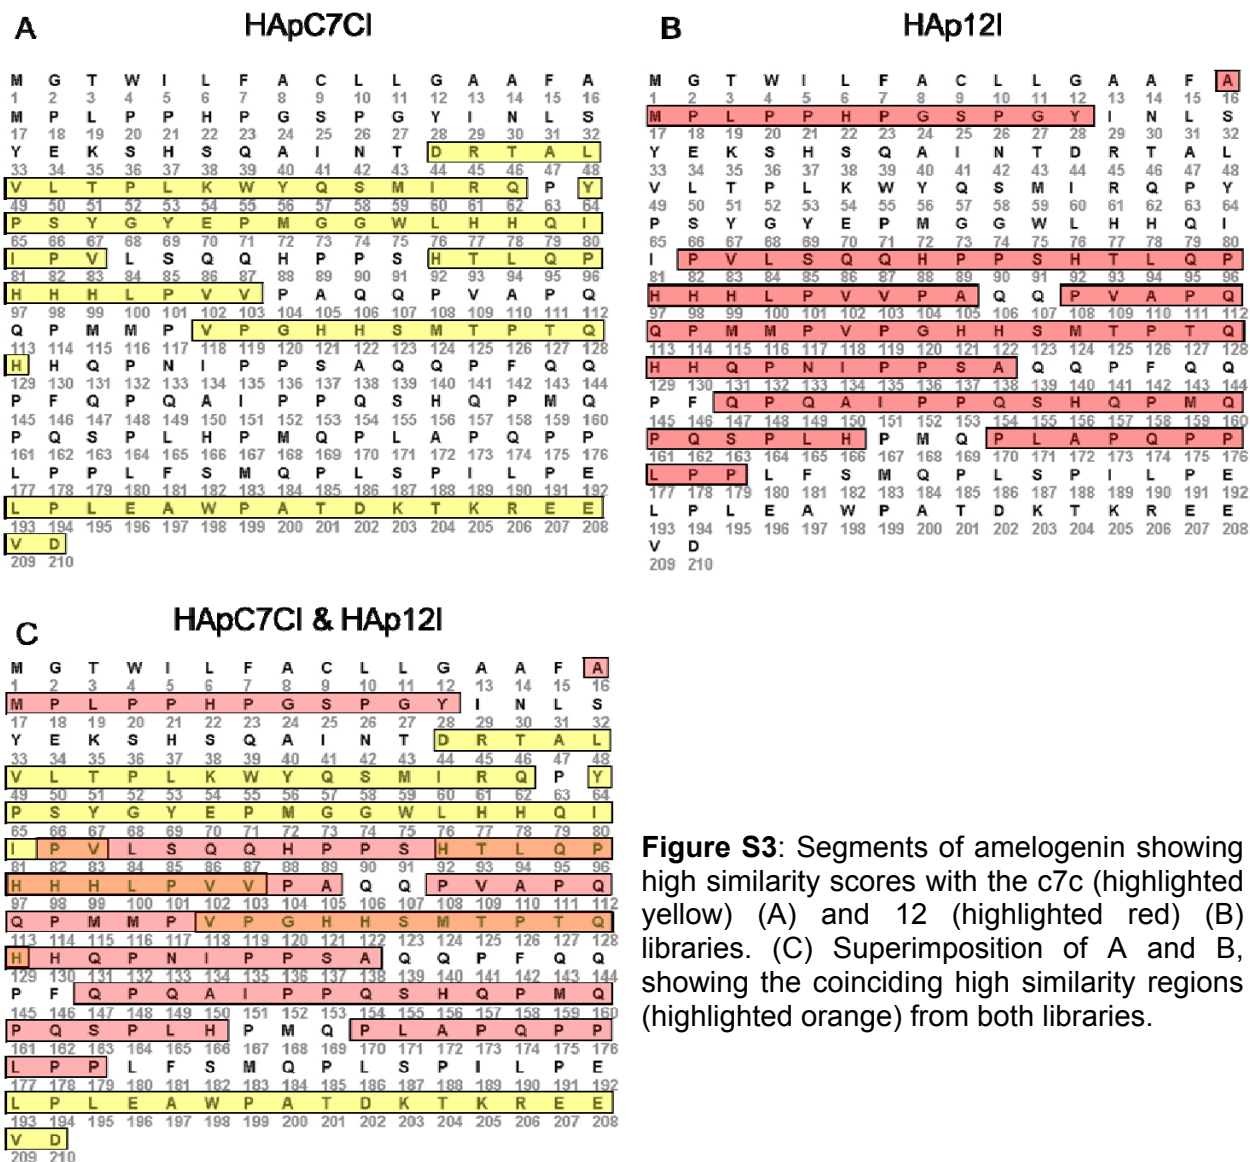 A
HApC7CI
M G T W I L F A C L L G A A F A
1 2 3 4 5 6 7 8 9 10 11 12 13 14 15 16
M P L P P H P G S P G Y I N L S
17 18 19 20 21 22 23 24 25 26 27 28 29 30 31 32
Y E K S H S Q A I N T D R T A L
33 34 35 36 37 38 39 40 41 42 43 44 45 46 47 48
V L T P L K W Y Q S M I R Q P Y
49 50 51 52 53 54 55 56 57 58 59 60 61 62 63 64
P S Y G Y E P M G G W L H H Q I
65 66 67 68 69 70 71 72 73 74 75 76 77 78 79 80
I P V L S Q Q H P P S H T L Q P
81 82 83 84 85 86 87 88 89 90 91 92 93 94 95 96
H H H L P V V P A Q Q P V A P Q
97 98 99 100 101 102 103 104 105 106 107 108 109 110 111 112
Q P M M P V P G H H S M T P T Q
113 114 115 116 117 118 119 120 121 122 123 124 125 126 127 128
H H Q P N I P P S A Q Q P F Q Q
129 130 131 132 133 134 135 136 137 138 139 140 141 142 143 144
P F Q P Q A I P P Q S H Q P M Q
145 146 147 148 149 150 151 152 153 154 155 156 157 158 159 160
P Q S P L H P M Q P L A P Q P P
161 162 163 164 165 166 167 168 169 170 171 172 173 174 175 176
L P P L F S M Q P L S P I L P E
177 178 179 180 181 182 183 184 185 186 187 188 189 190 191 192
L P L E A W P A T D K T K R E E
193 194 195 196 197 198 199 200 201 202 203 204 205 206 207 208
V D
209 210
B
HAp12I
M G T W I L F A C L L G A A F A
1 2 3 4 5 6 7 8 9 10 11 12 13 14 15 16
M P L P P H P G S P G Y I N L S
17 18 19 20 21 22 23 24 25 26 27 28 29 30 31 32
Y E K S H S Q A I N T D R T A L
33 34 35 36 37 38 39 40 41 42 43 44 45 46 47 48
V L T P L K W Y Q S M I R Q P Y
49 50 51 52 53 54 55 56 57 58 59 60 61 62 63 64
P S Y G Y E P M G G W L H H Q I
65 66 67 68 69 70 71 72 73 74 75 76 77 78 79 80
I P V L S Q Q H P P S H T L Q P
81 82 83 84 85 86 87 88 89 90 91 92 93 94 95 96
H H H L P V V P A Q Q P V A P Q
97 98 99 100 101 102 103 104 105 106 107 108 109 110 111 112
Q P M M P V P G H H S M T P T Q
113 114 115 116 117 118 119 120 121 122 123 124 125 126 127 128
H H Q P N I P P S A Q Q P F Q Q
129 130 131 132 133 134 135 136 137 138 139 140 141 142 143 144
P F Q P Q A I P P Q S H Q P M Q
145 146 147 148 149 150 151 152 153 154 155 156 157 158 159 160
P Q S P L H P M Q P L A P Q P P
161 162 163 164 165 166 167 168 169 170 171 172 173 174 175 176
L P P L F S M Q P L S P I L P E
177 178 179 180 181 182 183 184 185 186 187 188 189 190 191 192
L P L E A W P A T D K T K R E E
193 194 195 196 197 198 199 200 201 202 203 204 205 206 207 208
V D
209 210
C
HApC7CI & HAp12I
M G T W I L F A C L L G A A F A
1 2 3 4 5 6 7 8 9 10 11 12 13 14 15 16
M P L P P H P G S P G Y I N L S
17 18 19 20 21 22 23 24 25 26 27 28 29 30 31 32
Y E K S H S Q A I N T D R T A L
33 34 35 36 37 38 39 40 41 42 43 44 45 46 47 48
V L T P L K W Y Q S M I R Q P Y
49 50 51 52 53 54 55 56 57 58 59 60 61 62 63 64
P S Y G Y E P M G G W L H H Q I
65 66 67 68 69 70 71 72 73 74 75 76 77 78 79 80
I P V L S Q Q H P P S H T L Q P
81 82 83 84 85 86 87 88 89 90 91 92 93 94 95 96
H H H L P V V P A Q Q P V A P Q
97 98 99 100 101 102 103 104 105 106 107 108 109 110 111 112
Q P M M P V P G H H S M T P T Q
113 114 115 116 117 118 119 120 121 122 123 124 125 126 127 128
H H Q P N I P P S A Q Q P F Q Q
129 130 131 132 133 134 135 136 137 138 139 140 141 142 143 144
P F Q P Q A I P P Q S H Q P M Q
145 146 147 148 149 150 151 152 153 154 155 156 157 158 159 160
P Q S P L H P M Q P L A P Q P P
161 162 163 164 165 166 167 168 169 170 171 172 173 174 175 176
L P P L F S M Q P L S P I L P E
177 178 179 180 181 182 183 184 185 186 187 188 189 190 191 192
L P L E A W P A T D K T K R E E
193 194 195 196 197 198 199 200 201 202 203 204 205 206 207 208
V D
209 210
Figure S3: Segments of amelogenin showing
high similarity scores with the c7c (highlighted
yellow) (A) and 12 (highlighted red) (B)
libraries. (C) Superimposition of A and B,
showing the coinciding high similarity regions
(highlighted orange) from both libraries.